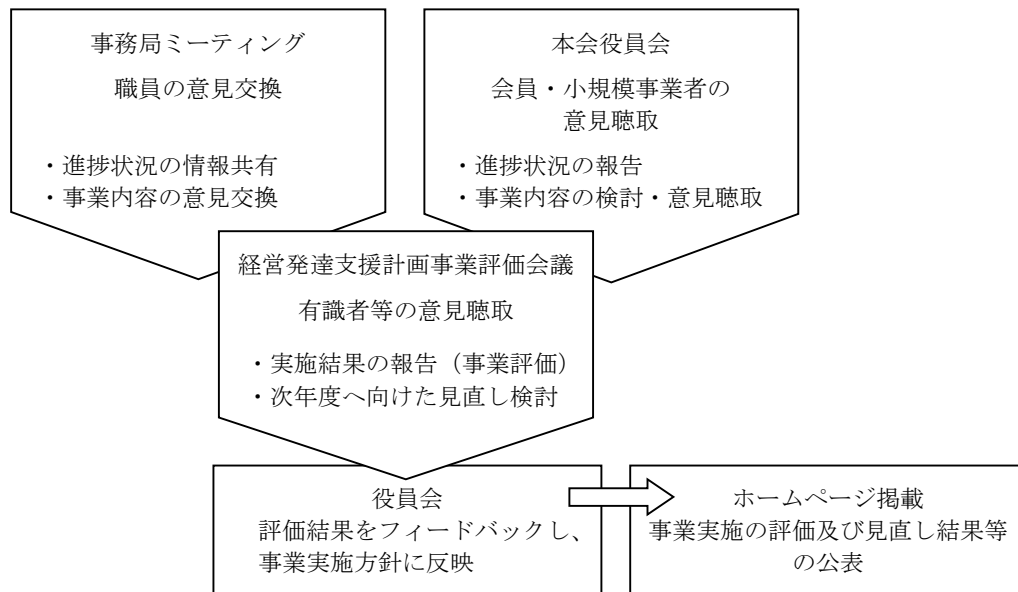 事務局ミーティング
職員の意見交換
・進捗状況の情報共有
・事業内容の意見交換
本会役員会
会員・小規模事業者の
意見聴取
・進捗状況の報告
・事業内容の検討・意見聴取
経営発達支援計画事業評価会議
有識者等の意見聴取
・実施結果の報告（事業評価）
・次年度へ向けた見直し検討
役員会
評価結果をフィードバックし、
事業実施方針に反映
ホームページ掲載
事業実施の評価及び見直し結果等
の公表